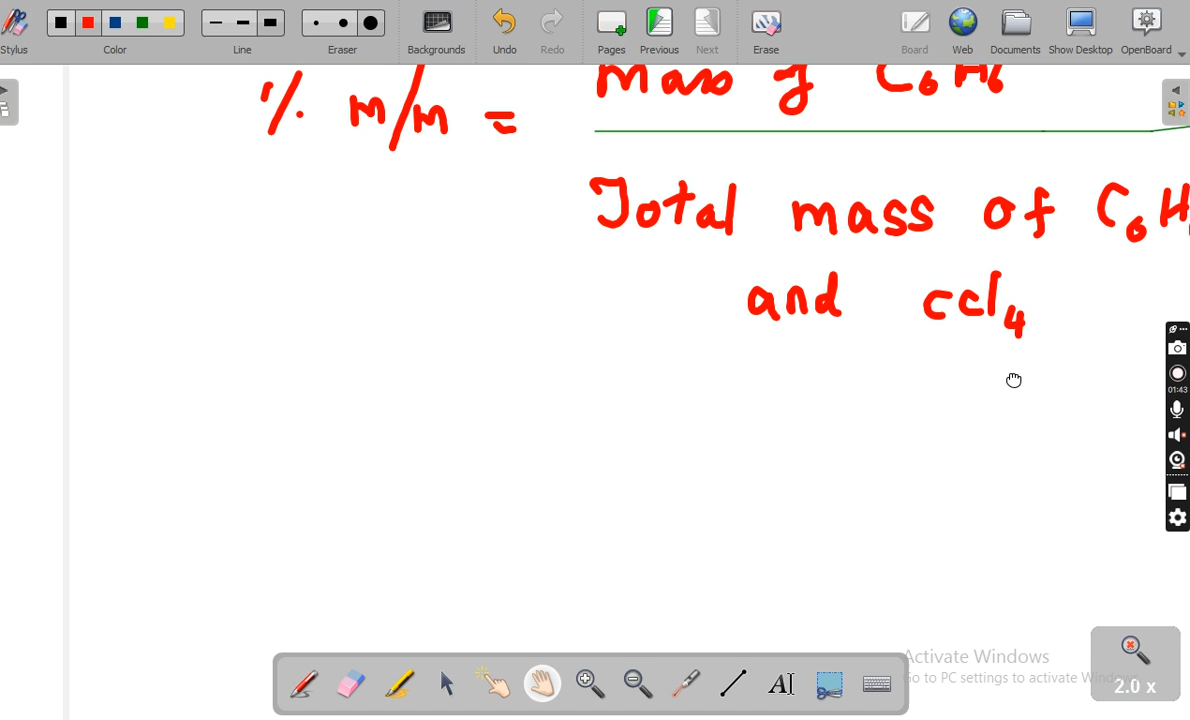 Stylus Color Line Eraser Backgrounds Undo Redo Pages Previous Next Erase Board Web Documents Show Desktop OpenBoard
% m/m = Mass of C6H6
Total mass of C6H
and ccl4
01:43
Activate Windows
Go to PC settings to activate Windows
2.0 x